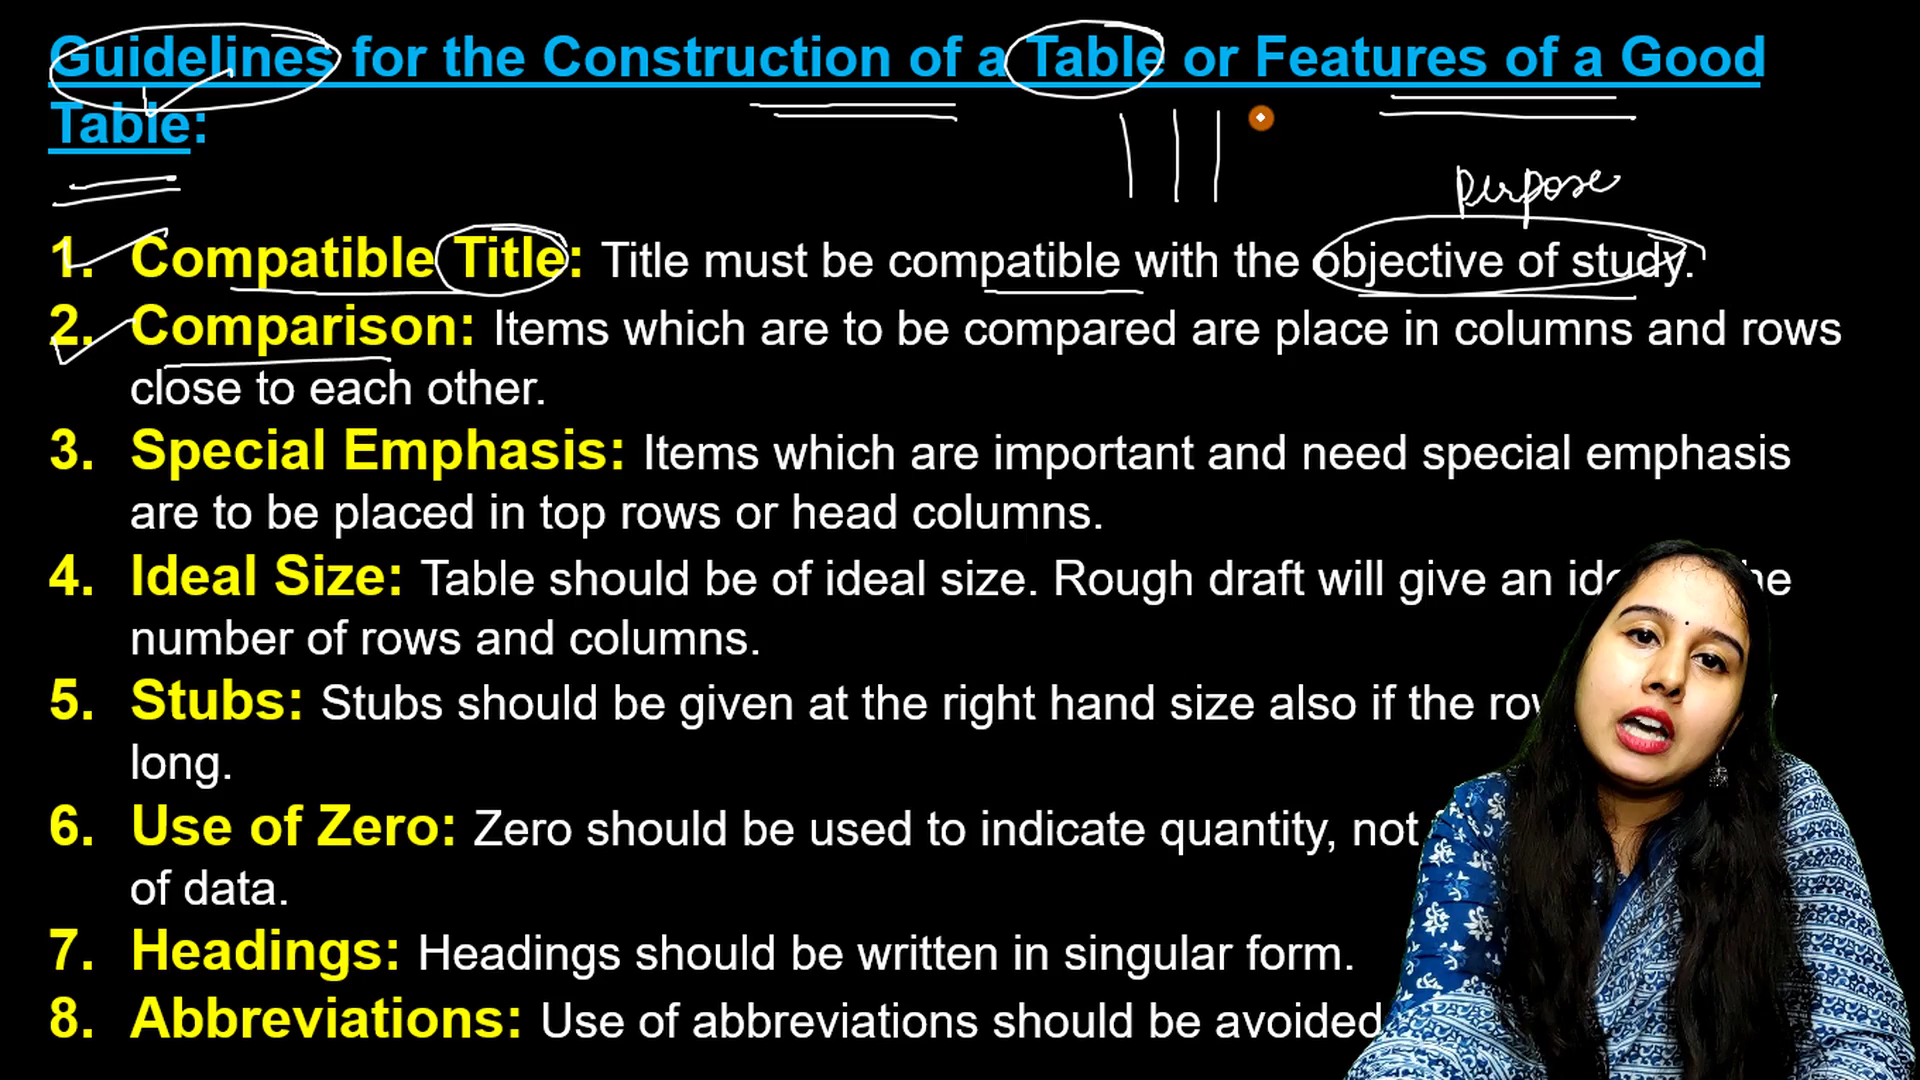 Guidelines for the Construction of a Table or Features of a Good
Table:
perpose
1. Compatible Title: Title must be compatible with the objective of study.
2. Comparison: Items which are to be compared are place in columns and rows
close to each other.
3. Special Emphasis: Items which are important and need special emphasis
are to be placed in top rows or head columns.
4. Ideal Size: Table should be of ideal size. Rough draft will give an
number of rows and columns.
5. Stubs: Stubs should be given at the right hand size also if the
long.
6. Use of Zero: Zero should be used to indicate quantity, not
of data.
7. Headings: Headings should be written in singular form.
8. Abbreviations: Use of abbreviations should be avoided